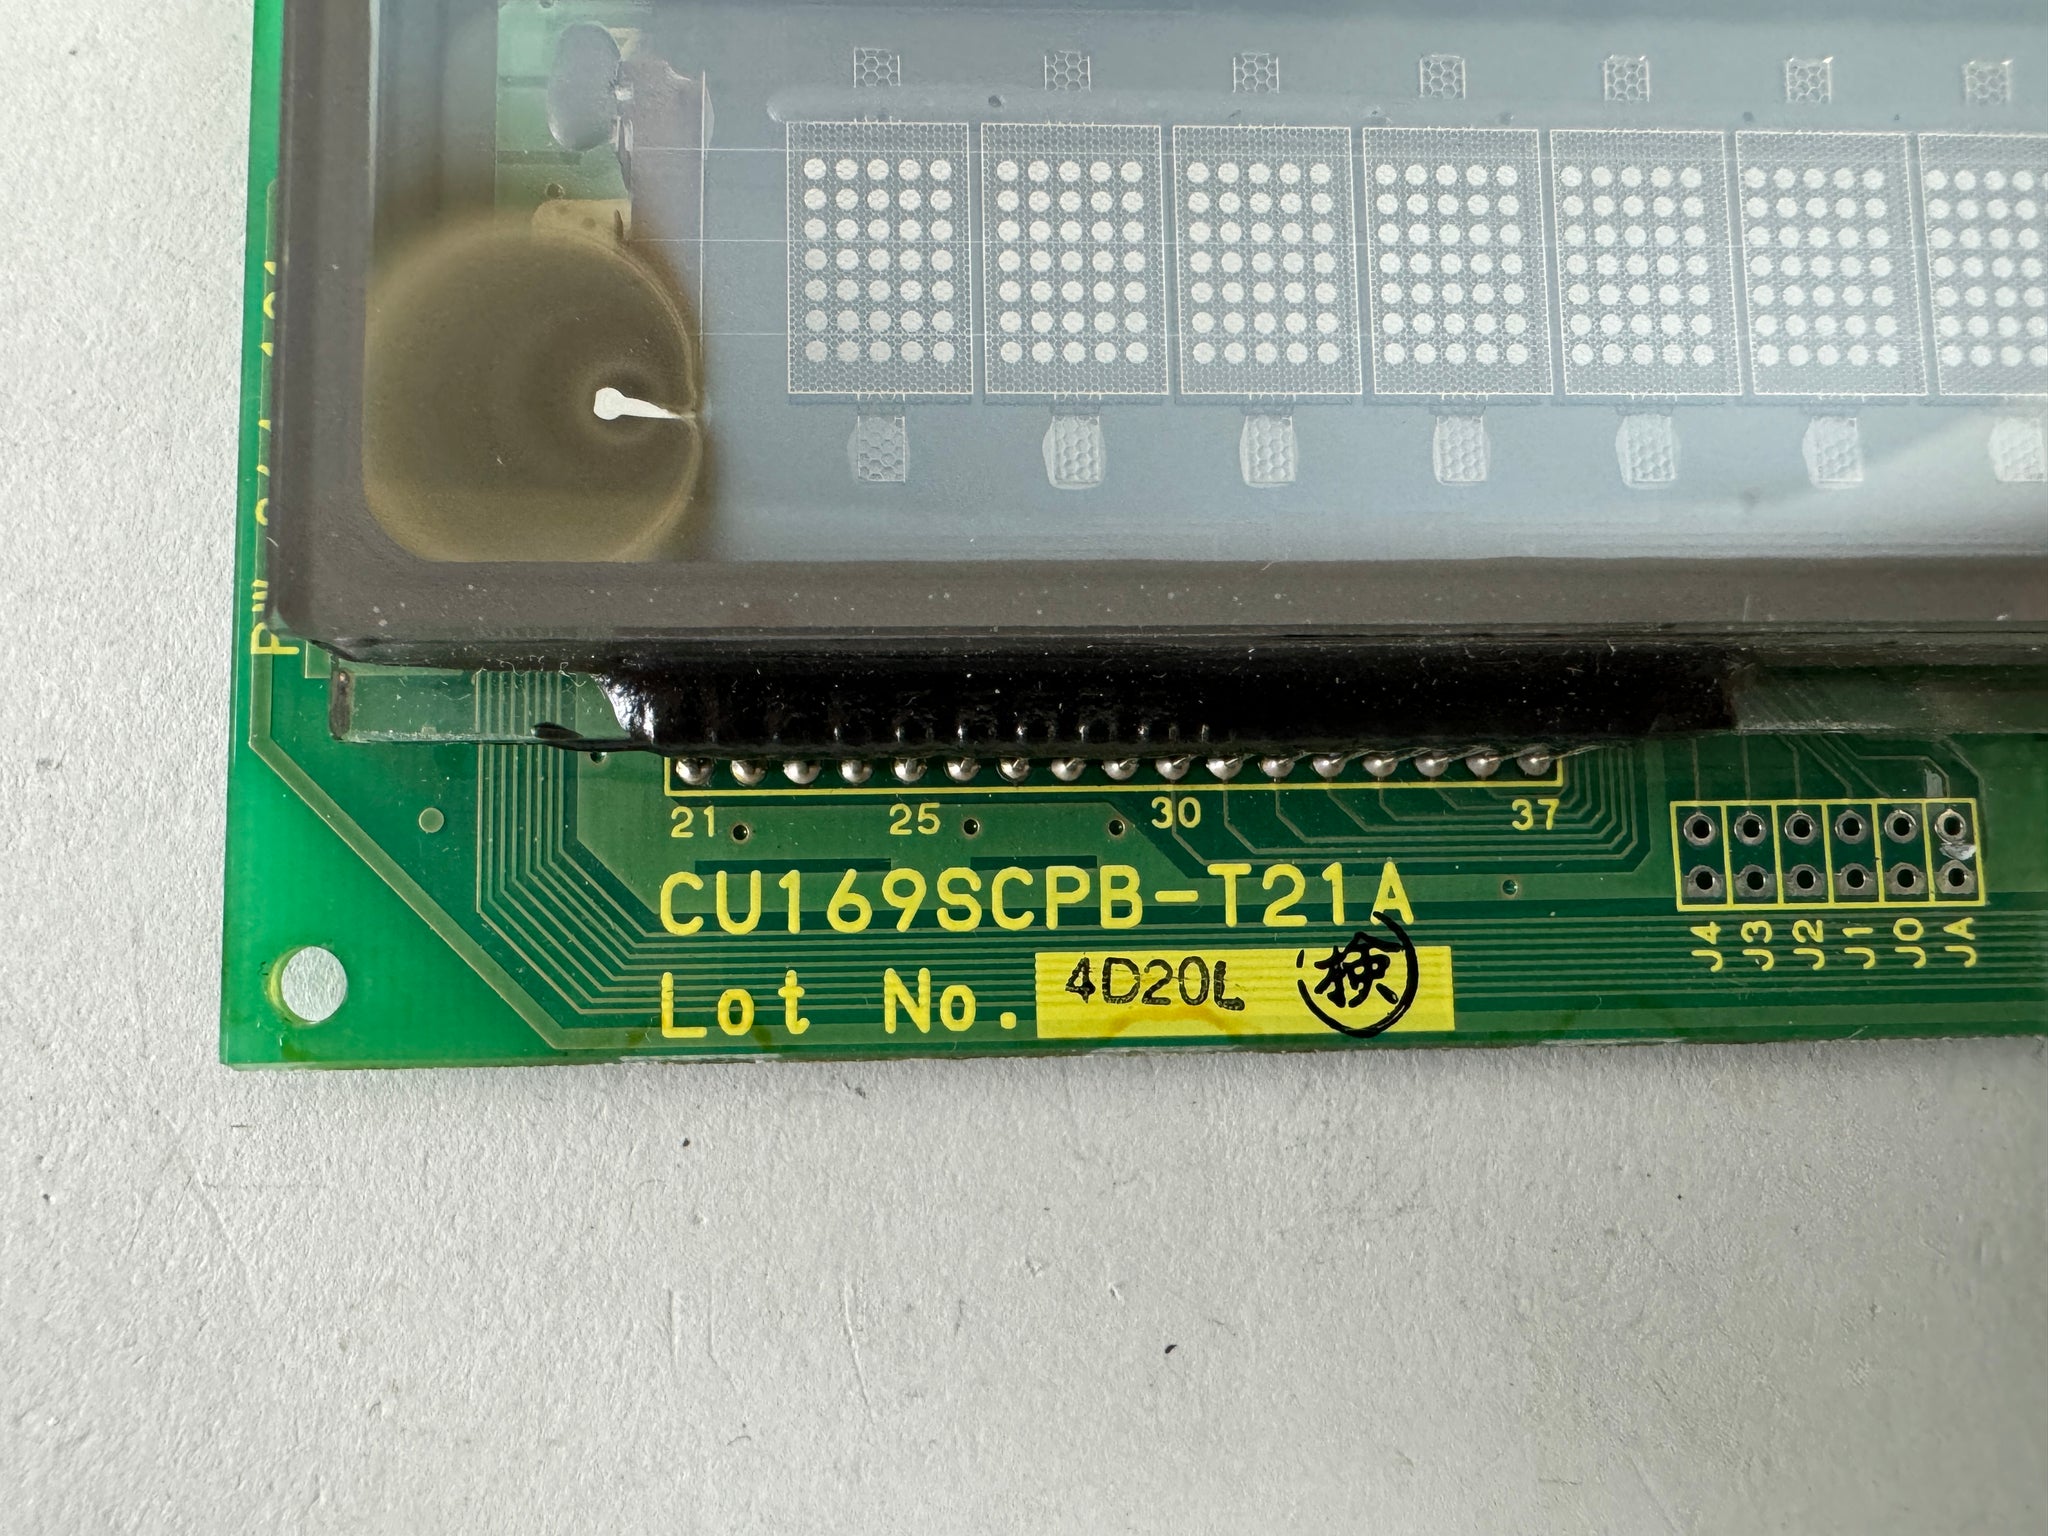 21 25 30 37
CU169SCPB-T21A
Lot No. 4D20L 検
J4 J3 J2 J1 J0 JA